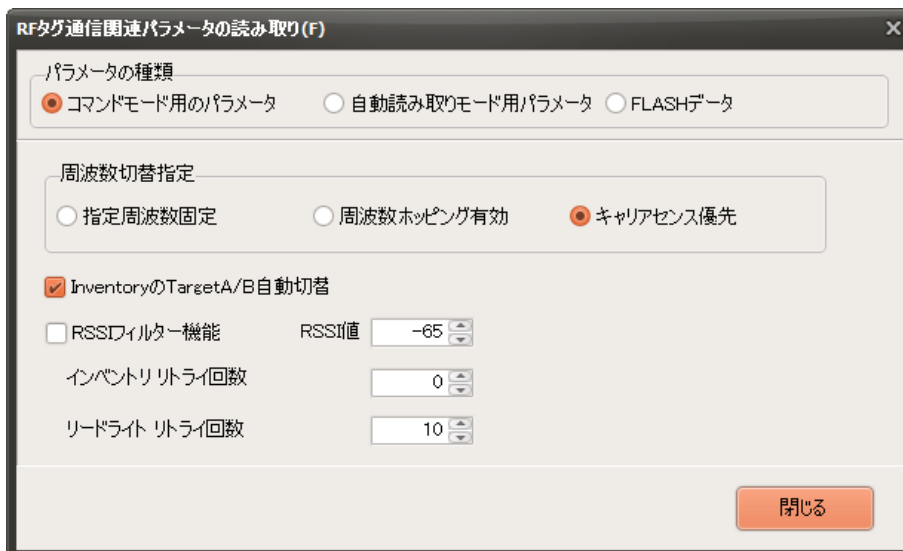 RFタグ通信関連パラメータの読み取り(F)
パラメータの種類
コマンドモード用のパラメータ 自動読み取りモード用パラメータ FLASHデータ
周波数切替指定
指定周波数固定 周波数ホッピング有効 キャリアセンス優先
InventoryのTargetA/B自動切替
RSSIフィルター機能 RSSI値 -65
インベントリ リトライ回数 0
リードライト リトライ回数 10
閉じる